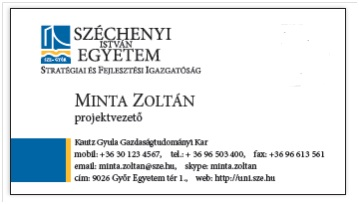 SZÉCHENYI
ISTVÁN
EGYETEM
SZE - GYŐR
STRATÉGIAI ÉS FEJLESZTÉSI IGAZGATÓSÁG
MINTA ZOLTÁN
projektvezető
Kautz Gyula Gazdaságtudományi Kar
mobil: +36 30 123 4567, tel.: + 36 96 503 400, fax: +36 96 613 561
email: minta.zoltan@sze.hu, skype: minta.zoltan
cím: 9026 Győr Egyetem tér 1., web: http://uni.sze.hu